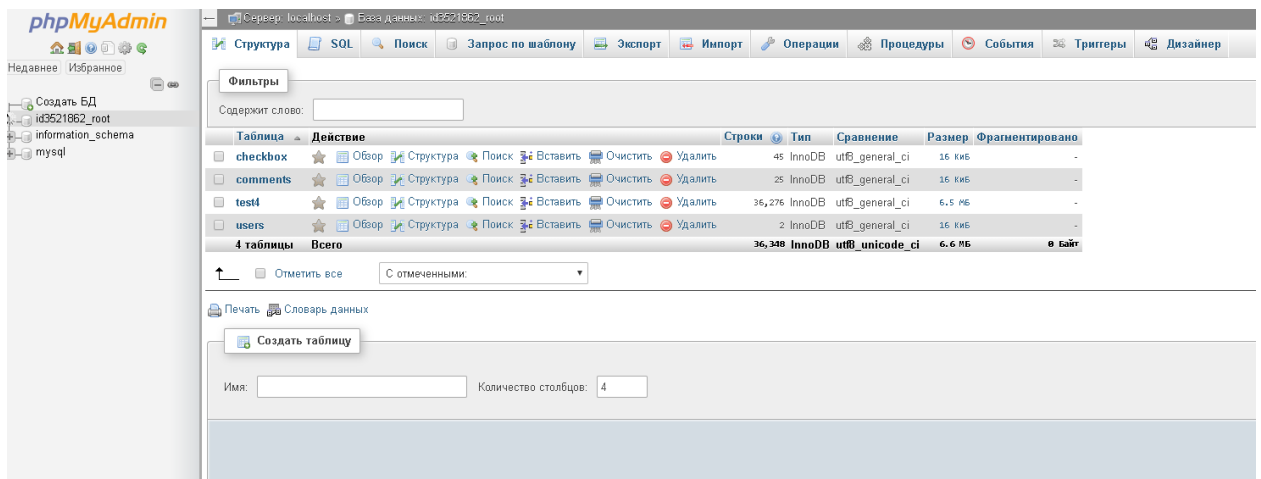 phpMyAdmin
Недавнее Избранное
Создать БД
id3521862_root
information_schema
mysql
Сервер: localhost » База данных: id3521862_root
Структура SQL Поиск Запрос по шаблону Экспорт Импорт Операции Процедуры События Триггеры Дизайнер
Фильтры
Содержит слово:
Таблица Действие Строки Тип Сравнение Размер Фрагментировано
checkbox Обзор Структура Поиск Вставить Очистить Удалить 45 InnoDB utf8_general_ci 16 КиБ -
comments Обзор Структура Поиск Вставить Очистить Удалить 25 InnoDB utf8_general_ci 16 КиБ -
test4 Обзор Структура Поиск Вставить Очистить Удалить 36,276 InnoDB utf8_general_ci 6.5 МБ -
users Обзор Структура Поиск Вставить Очистить Удалить 2 InnoDB utf8_general_ci 16 КиБ -
4 таблицы Всего 36,348 InnoDB utf8_unicode_ci 6.6 МБ 0 Байт
Отметить все С отмеченными:
Печать Словарь данных
Создать таблицу
Имя: Количество столбцов: 4